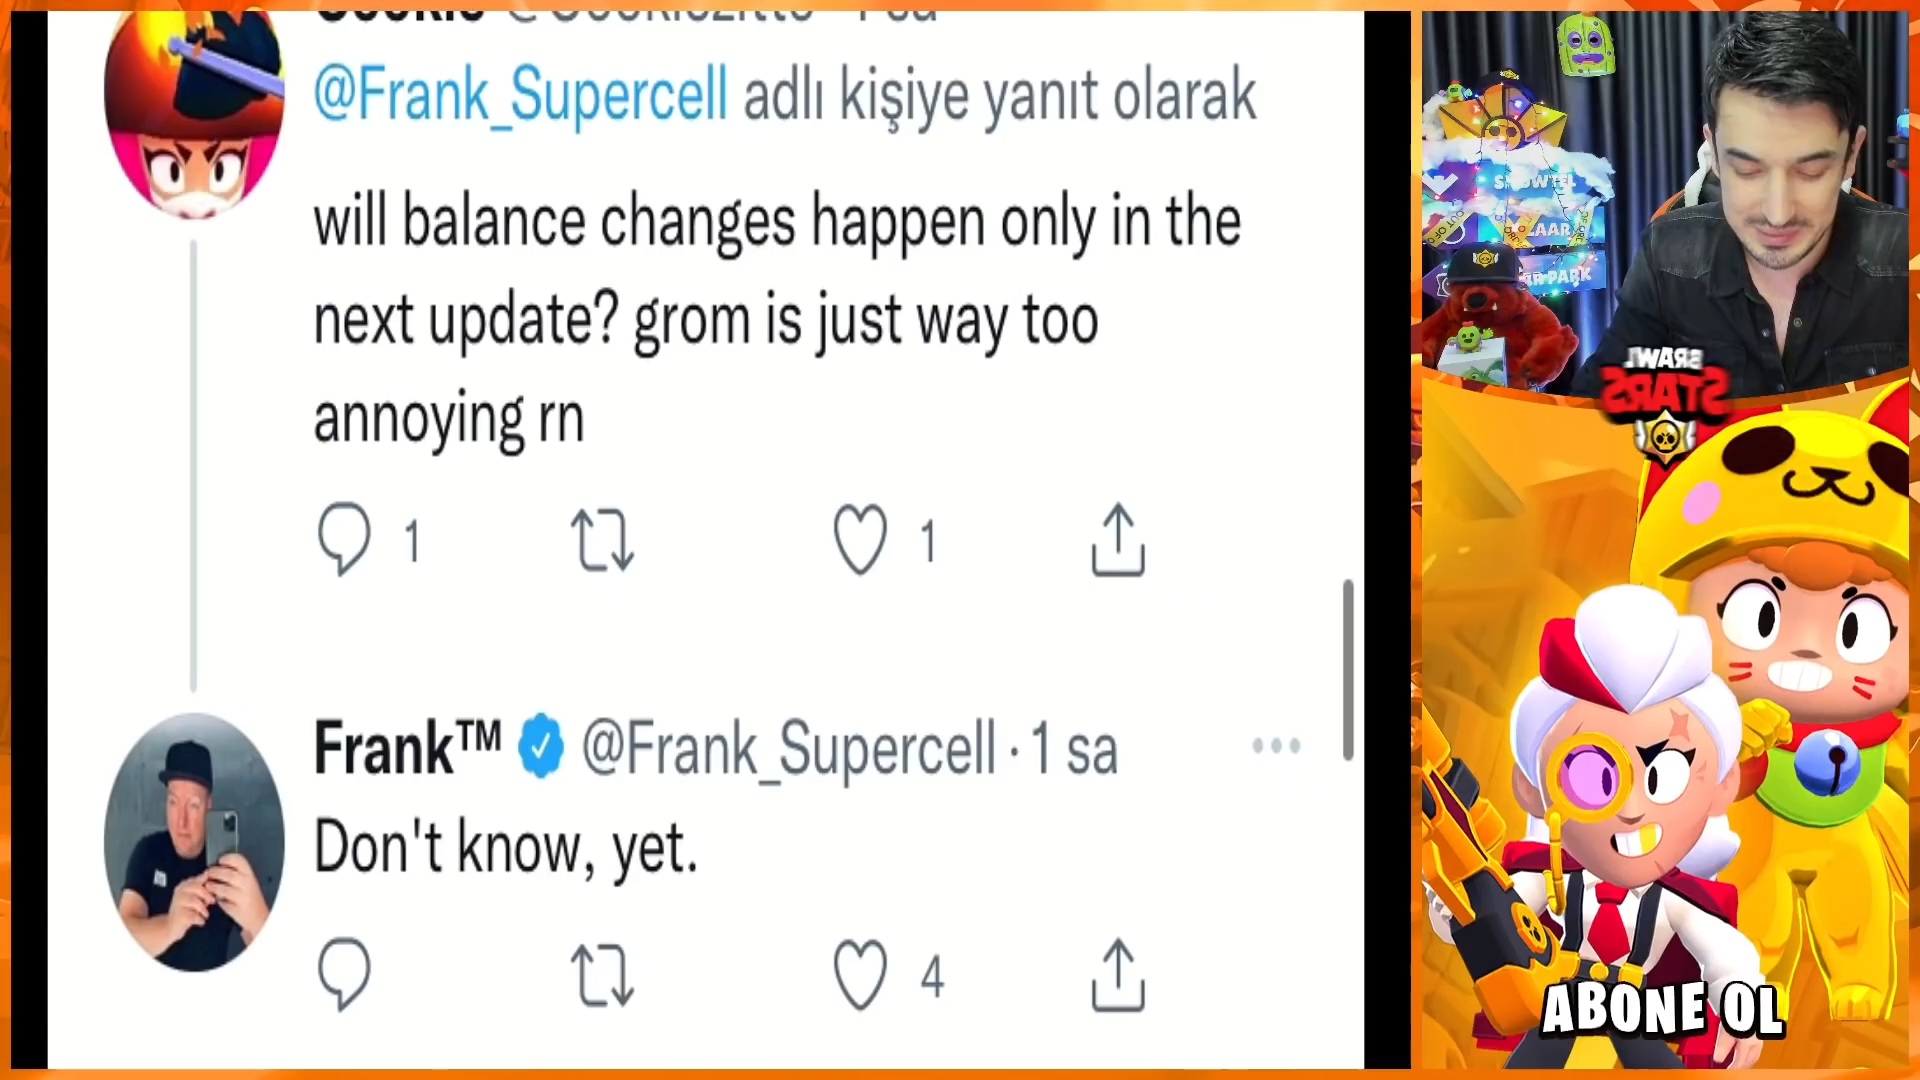 @Frank_Supercell adlı kişiye yanıt olarak
will balance changes happen only in the
next update? grom is just way too
annoying rn
1
1
Frank™ @Frank_Supercell · 1 sa
Don't know, yet.
4
BRAWL
STARS
ABONE OL